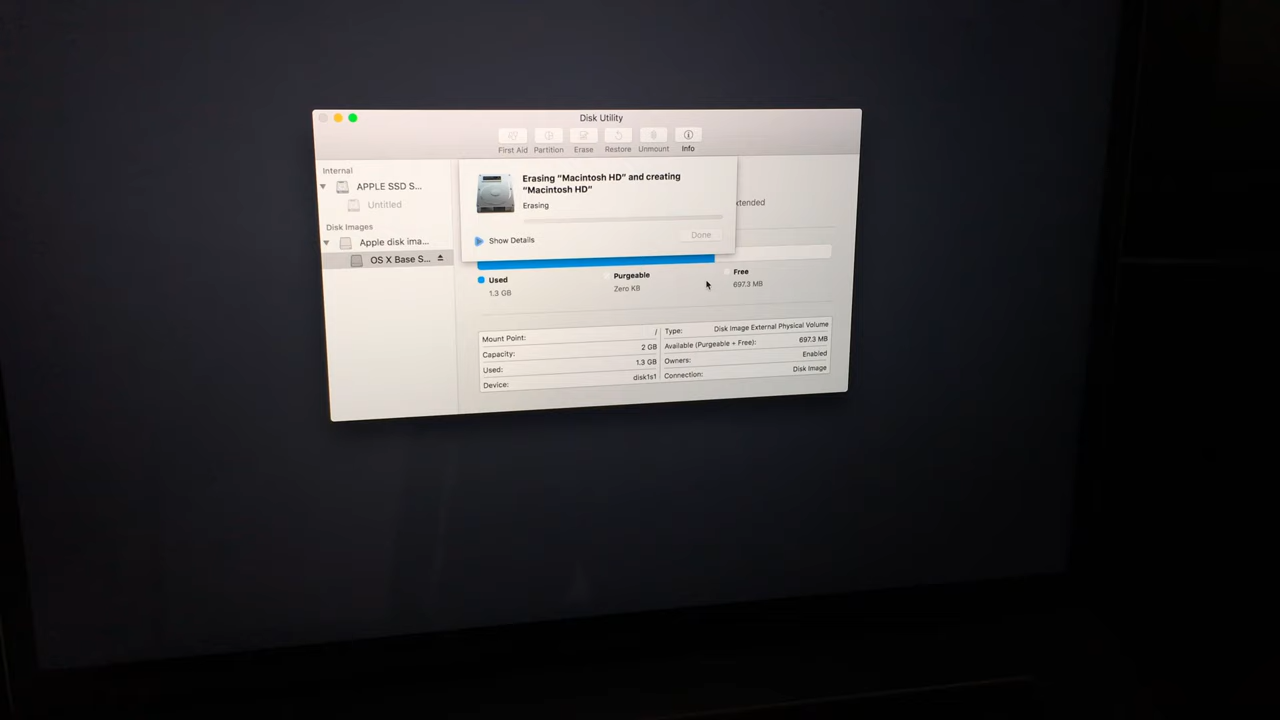 Disk Utility
First Aid
Partition
Erase
Restore
Unmount
Info
Internal
APPLE SSD S...
Untitled
Disk Images
Apple disk ima...
OS X Base S...
Erasing “Macintosh HD” and creating
“Macintosh HD”
Erasing
Show Details
Done
xtended
Used
1.3 GB
Purgeable
Zero KB
Free
697.3 MB
Mount Point: /
Capacity: 2 GB
Used: 1.3 GB
Device: disk1s1
Type: Disk Image External Physical Volume
Available (Purgeable + Free): 697.3 MB
Owners: Enabled
Connection: Disk Image